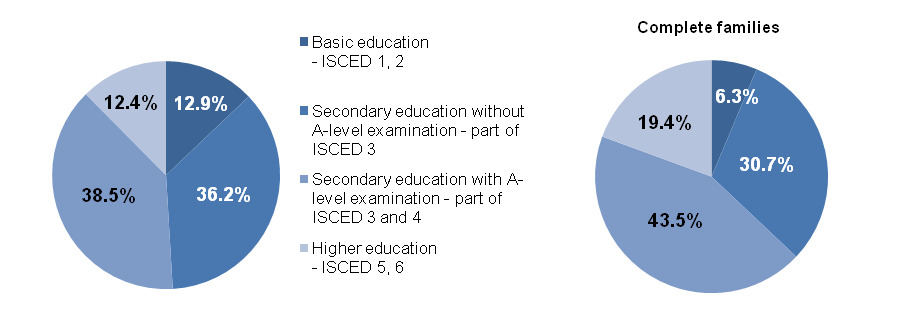 Complete families
Basic education
- ISCED 1, 2
Secondary education without
A-level examination - part of
ISCED 3
Secondary education with A-
level examination - part of
ISCED 3 and 4
Higher education
- ISCED 5, 6
12.4%
12.9%
38.5%
36.2%
6.3%
19.4%
30.7%
43.5%